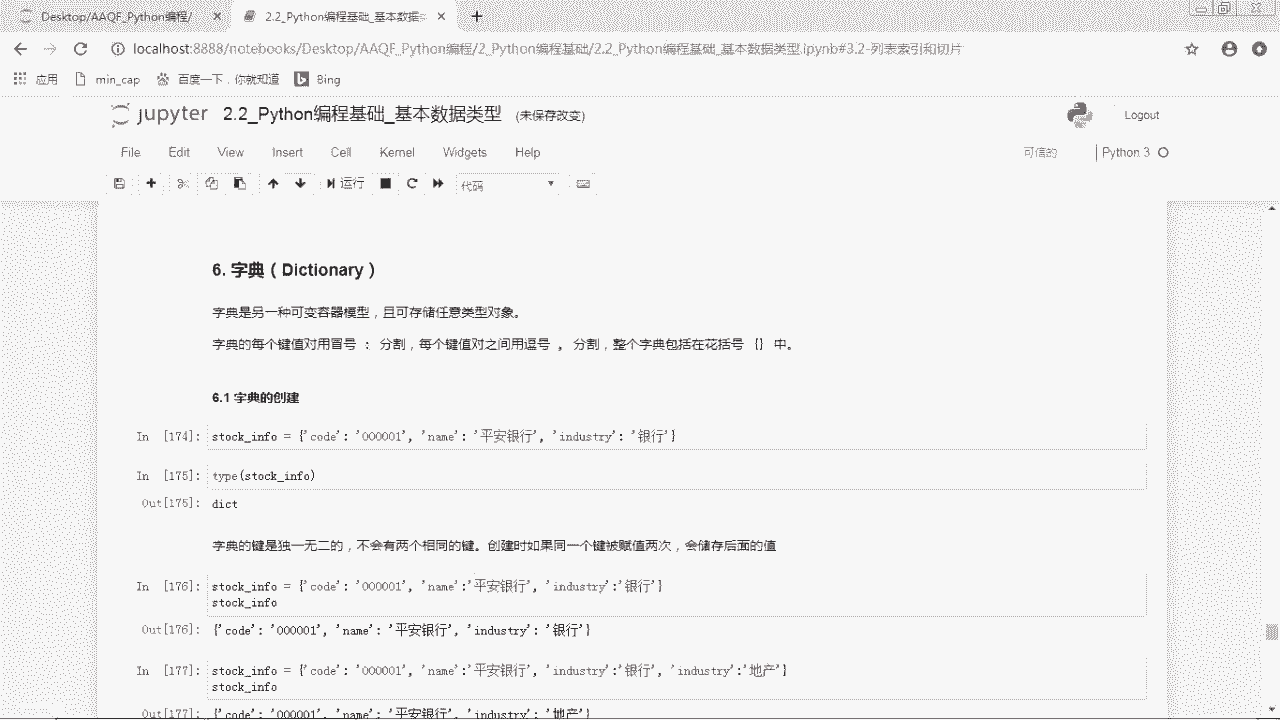 Desktop/AAQF_Python编程/
2.2_Python编程基础_基本数据
localhost:8888/notebooks/Desktop/AAQF_Python编程/2_Python编程基础/2.2_Python编程基础_基本数据类型.ipynb#3.2-列表索引和切片
应用 min_cap 百度一下，你就知道 Bing
jupyter 2.2_Python编程基础_基本数据类型 (未保存改变) Logout
File Edit View Insert Cell Kernel Widgets Help 可信的 Python 3
运行 代码
6. 字典（Dictionary）
字典是另一种可变容器模型，且可存储任意类型对象。
字典的每个键值对用冒号 ： 分割，每个键值对之间用逗号 ， 分割，整个字典包括在花括号 {} 中。
6.1 字典的创建
In [174]: stock_info = {'code': '000001', 'name': '平安银行', 'industry': '银行'}
In [175]: type(stock_info)
Out[175]: dict
字典的键是独一无二的，不会有两个相同的键。创建时如果同一个键被赋值两次，会储存后面的值
In [176]: stock_info = {'code': '000001', 'name':'平安银行', 'industry':'银行'}
stock_info
Out[176]: {'code': '000001', 'name': '平安银行', 'industry': '银行'}
In [177]: stock_info = {'code': '000001', 'name':'平安银行', 'industry':'银行', 'industry':'地产'}
stock_info
Out[177]: {'code': '000001', 'name': '平安银行', 'industry': '地产'}